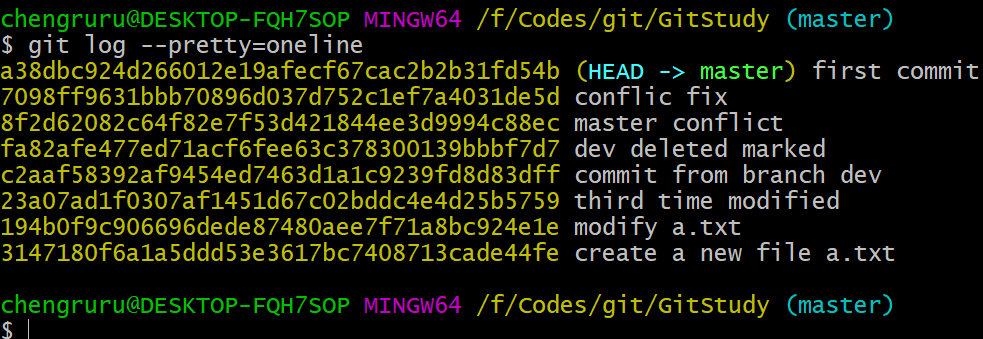 chengruru@DESKTOP-FQH7SOP MINGW64 /f/Codes/git/GitStudy (master)
$ git log --pretty=oneline
a38dbc924d266012e19afecf67cac2b2b31fd54b (HEAD -> master) first commit
7098ff9631bbb70896d037d752c1ef7a4031de5d conflic fix
8f2d62082c64f82e7f53d421844ee3d9994c88ec master conflict
fa82afe477ed71acf6fee63c378300139bbbf7d7 dev deleted marked
c2aaf58392af9454ed7463d1a1c9239fd8d83dff commit from branch dev
23a07ad1f0307af1451d67c02bddc4e4d25b5759 third time modified
194b0f9c906696dede87480aee7f71a8bc924e1e modify a.txt
3147180f6a1a5ddd53e3617bc7408713cade44fe create a new file a.txt
chengruru@DESKTOP-FQH7SOP MINGW64 /f/Codes/git/GitStudy (master)
$